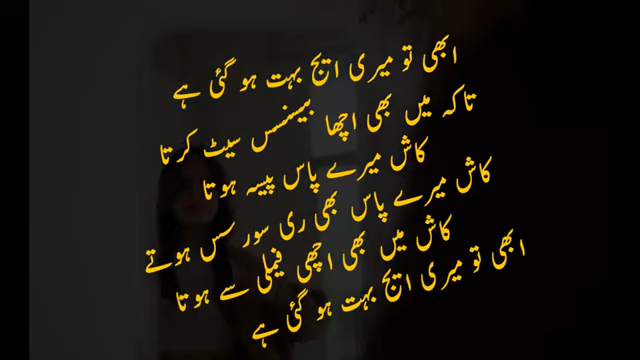 ابھی تو میری ایج بہت ہو گئی ہے
تاکہ میں بھی اچھا بیسنسس سیٹ کرتا
کاش میرے پاس پیسہ ہوتا
کاش میرے پاس بھی ری سورسس ہوتے
کاش میں بھی اچھی فیملی سے ہوتا
ابھی تو میری ایج بہت ہو گئی ہے